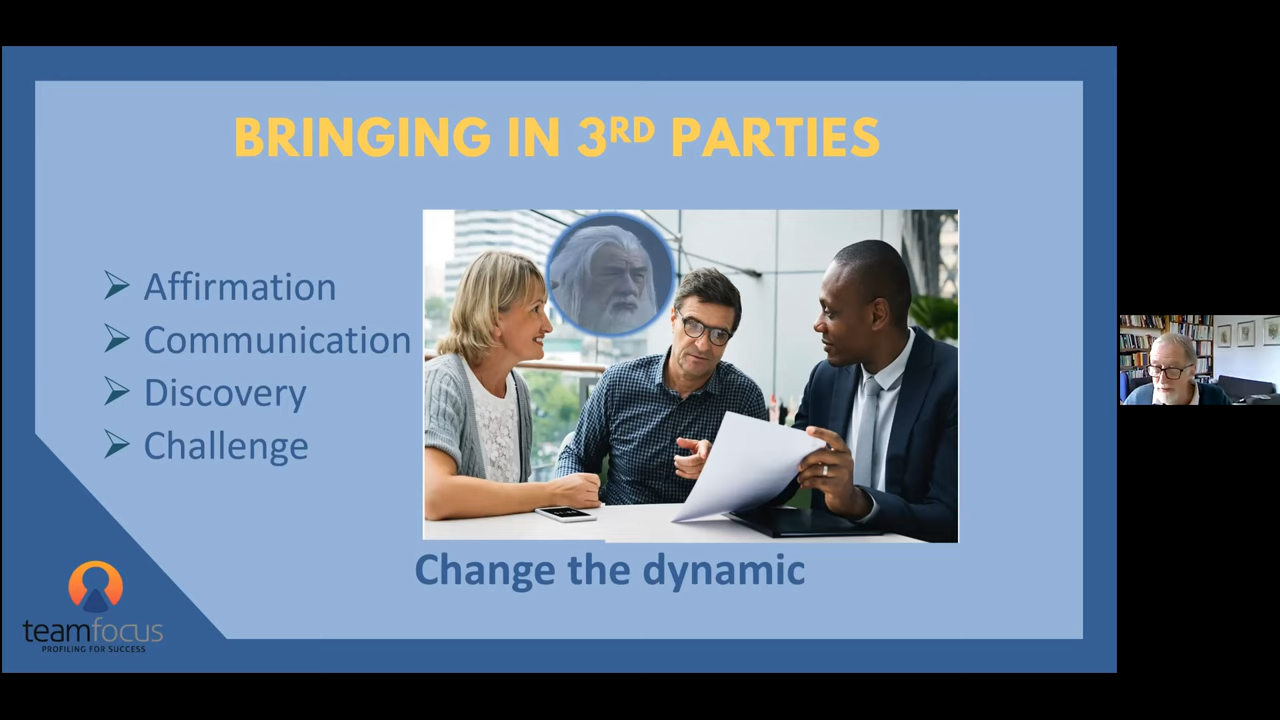 BRINGING IN 3RD PARTIES
Affirmation
Communication
Discovery
Challenge
Change the dynamic
teamfocus
PROFILING FOR SUCCESS